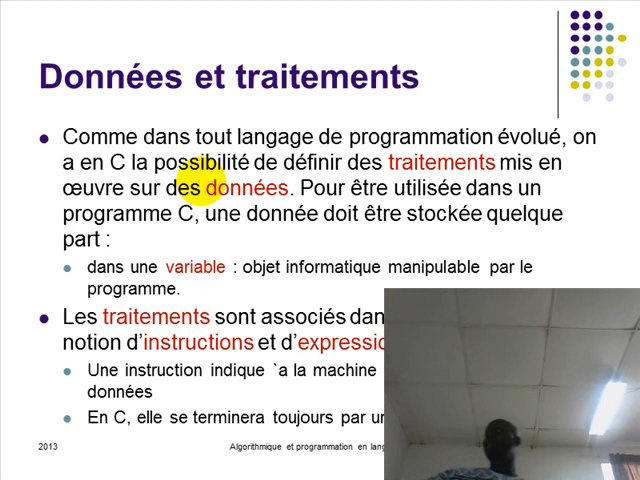 Données et traitements
Comme dans tout langage de programmation évolué, on
a en C la possibilité de définir des traitements mis en
œuvre sur des données. Pour être utilisée dans un
programme C, une donnée doit être stockée quelque
part :
dans une variable : objet informatique manipulable par le
programme.
Les traitements sont associés dan
notion d'instructions et d'expressio
Une instruction indique `a la machine
données
En C, elle se terminera toujours par un
2013
Algorithmique et programmation en lang